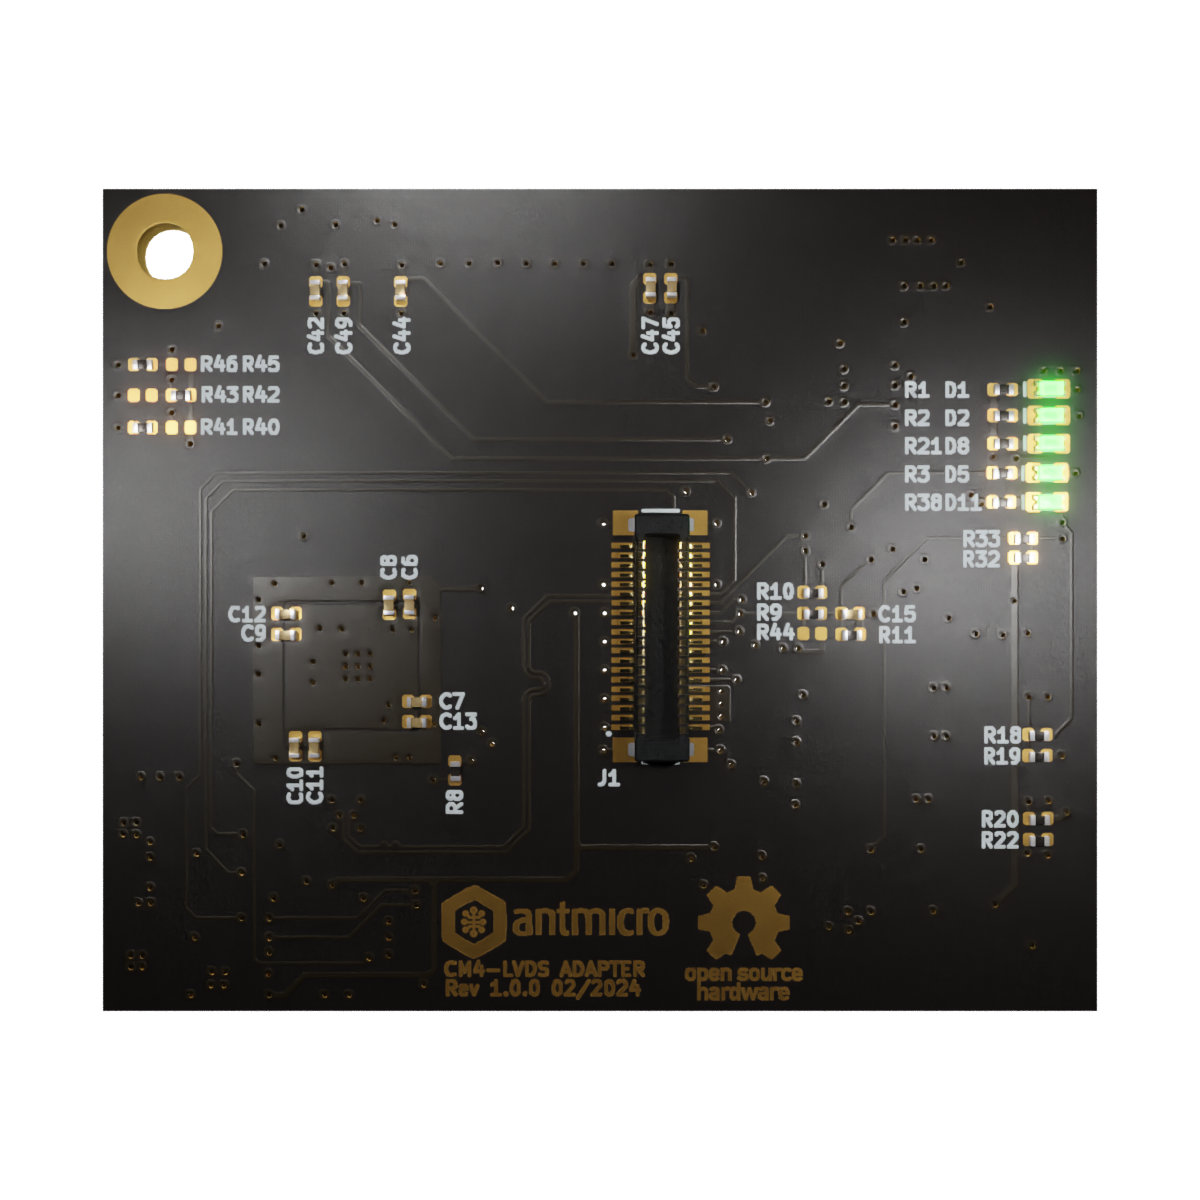 C42 C49 C44 C47 C45
R46 R45
R43 R42
R41 R40
R1 D1
R2 D2
R21 D8
R3 D5
R38 D11
R33
R32
C8 C6
C12
C9
R10
R9
R44
C15
R11
C7
C13
C10 C11
R8
J1
R18
R19
R20
R22
antmicro
CM4-LVDS ADAPTER
Rev 1.0.0 02/2024
open source
hardware